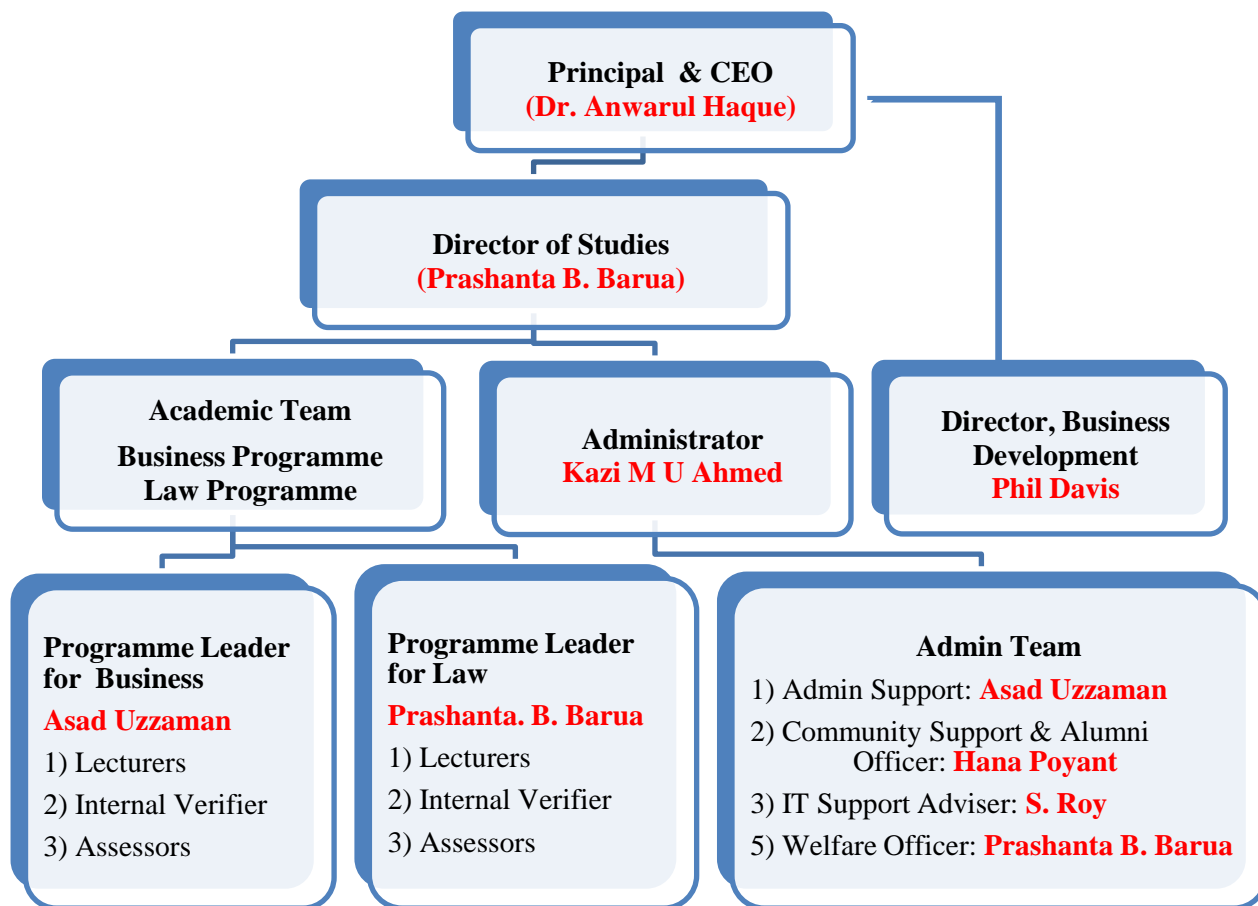 Principal & CEO
(Dr. Anwarul Haque)
Director of Studies
(Prashanta B. Barua)
Academic Team
Business Programme
Law Programme
Administrator
Kazi M U Ahmed
Director, Business
Development
Phil Davis
Programme Leader
for Business
Asad Uzzaman
1) Lecturers
2) Internal Verifier
3) Assessors
Programme Leader
for Law
Prashanta. B. Barua
1) Lecturers
2) Internal Verifier
3) Assessors
Admin Team
1) Admin Support: Asad Uzzaman
2) Community Support & Alumni
Officer: Hana Poyant
3) IT Support Adviser: S. Roy
5) Welfare Officer: Prashanta B. Barua